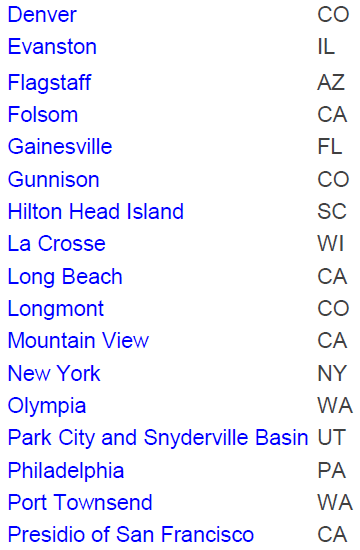 Denver CO
Evanston IL
Flagstaff AZ
Folsom CA
Gainesville FL
Gunnison CO
Hilton Head Island SC
La Crosse WI
Long Beach CA
Longmont CO
Mountain View CA
New York NY
Olympia WA
Park City and Snyderville Basin UT
Philadelphia PA
Port Townsend WA
Presidio of San Francisco CA